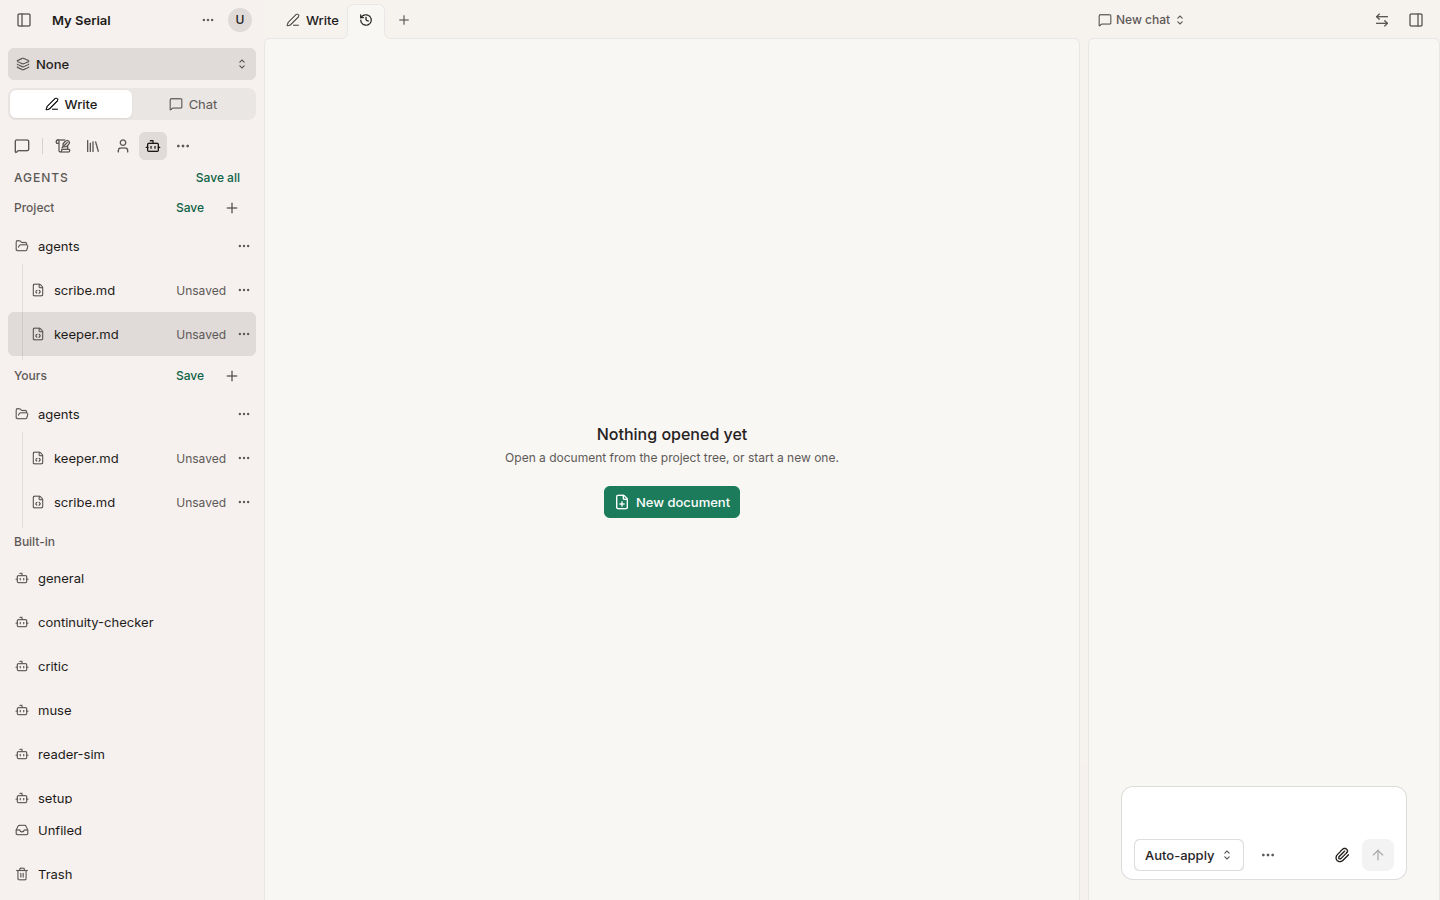 My Serial
U
Write
New chat
None
Write
Chat
AGENTS
Save all
Project
Save
agents
scribe.md
Unsaved
keeper.md
Unsaved
Yours
Save
agents
keeper.md
Unsaved
scribe.md
Unsaved
Built-in
general
continuity-checker
critic
muse
reader-sim
setup
Unfiled
Trash
Nothing opened yet
Open a document from the project tree, or start a new one.
New document
Auto-apply